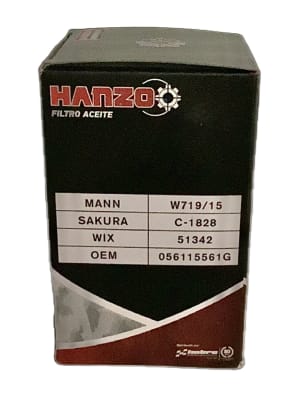 HANZO
FILTRO ACEITE
MANN W719/15
SAKURA C-1828
WIX 51342
OEM 056115561G